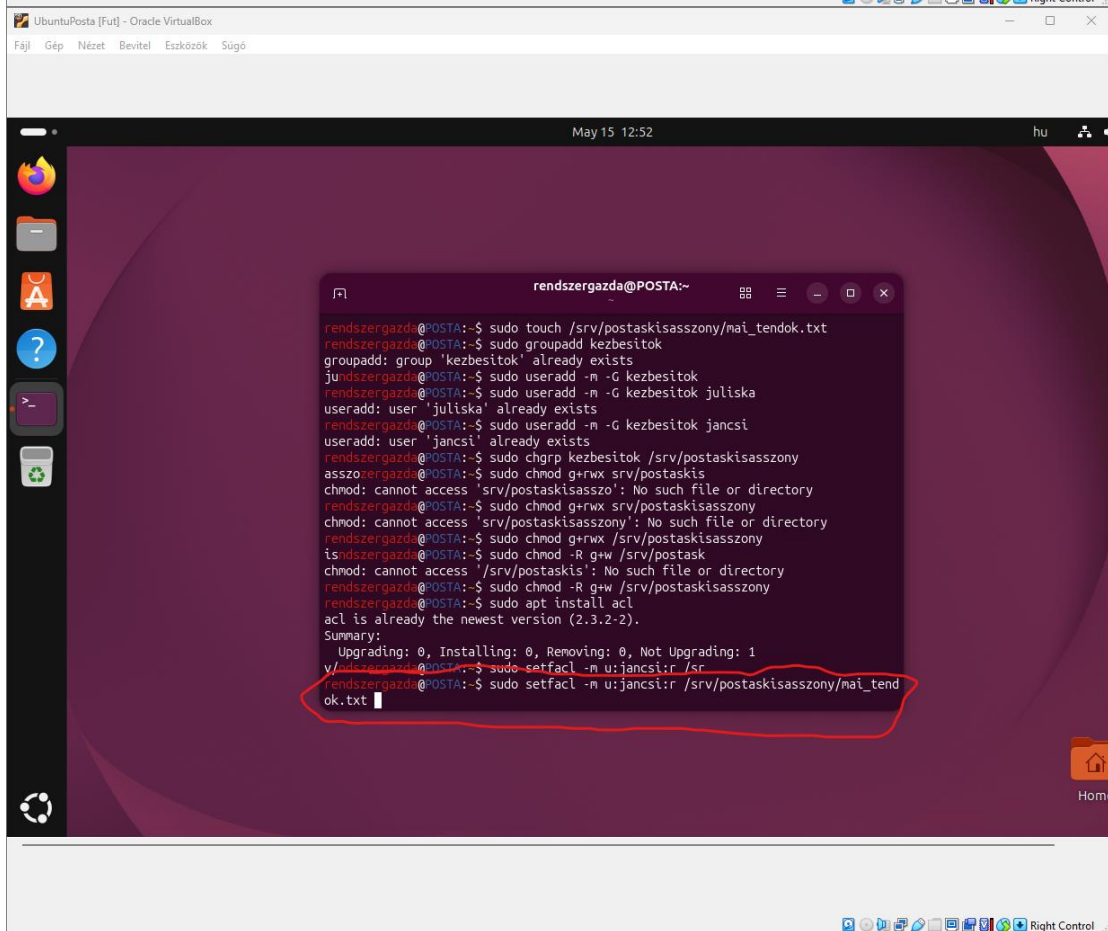 Right Control
UbuntuPosta [Fut] - Oracle VirtualBox
Fájl Gép Nézet Bevitel Eszközök Súgó
May 15 12:52
hu
rendszergazda@POSTA:~
~
rendszergazda@POSTA:~$ sudo touch /srv/postaskisasszony/mai_tendok.txt
rendszergazda@POSTA:~$ sudo groupadd kezbesitok
groupadd: group 'kezbesitok' already exists
jundszergazda@POSTA:~$ sudo useradd -m -G kezbesitok
rendszergazda@POSTA:~$ sudo useradd -m -G kezbesitok juliska
useradd: user 'juliska' already exists
rendszergazda@POSTA:~$ sudo useradd -m -G kezbesitok jancsi
useradd: user 'jancsi' already exists
rendszergazda@POSTA:~$ sudo chgrp kezbesitok /srv/postaskisasszony
asszozergazda@POSTA:~$ sudo chmod g+rwx srv/postaskis
chmod: cannot access 'srv/postaskisasszo': No such file or directory
rendszergazda@POSTA:~$ sudo chmod g+rwx srv/postaskisasszony
chmod: cannot access 'srv/postaskisasszony': No such file or directory
rendszergazda@POSTA:~$ sudo chmod g+rwx /srv/postaskisasszony
isndszergazda@POSTA:~$ sudo chmod -R g+w /srv/postask
chmod: cannot access '/srv/postaskis': No such file or directory
rendszergazda@POSTA:~$ sudo chmod -R g+w /srv/postaskisasszony
rendszergazda@POSTA:~$ sudo apt install acl
acl is already the newest version (2.3.2-2).
Summary:
Upgrading: 0, Installing: 0, Removing: 0, Not Upgrading: 1
v/ndszergazda@POSTA:~$ sudo setfacl -m u:jancsi:r /sr
rendszergazda@POSTA:~$ sudo setfacl -m u:jancsi:r /srv/postaskisasszony/mai_tend
ok.txt
Home
Right Control